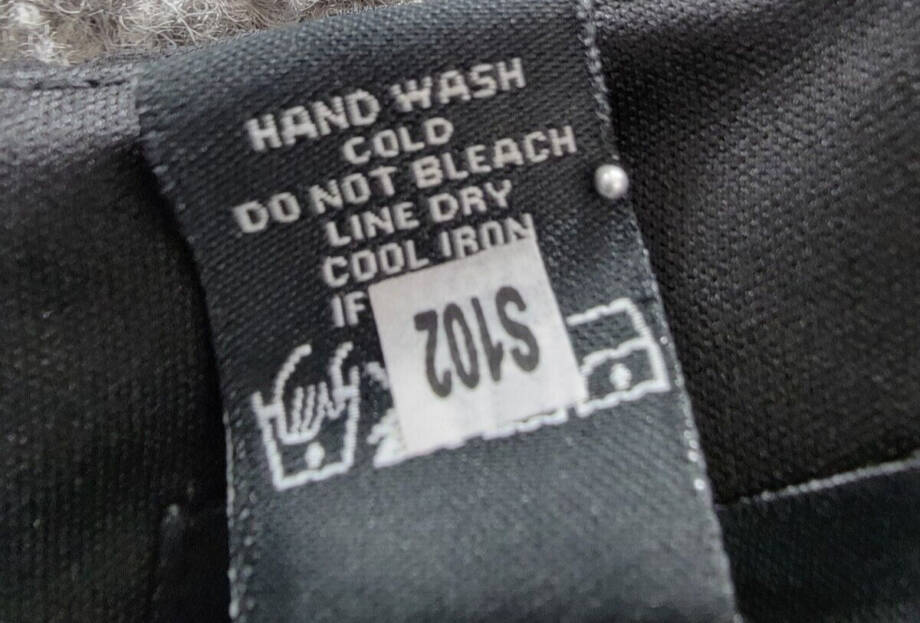 HAND WASH
COLD
DO NOT BLEACH
LINE DRY
COOL IRON
IF
S102